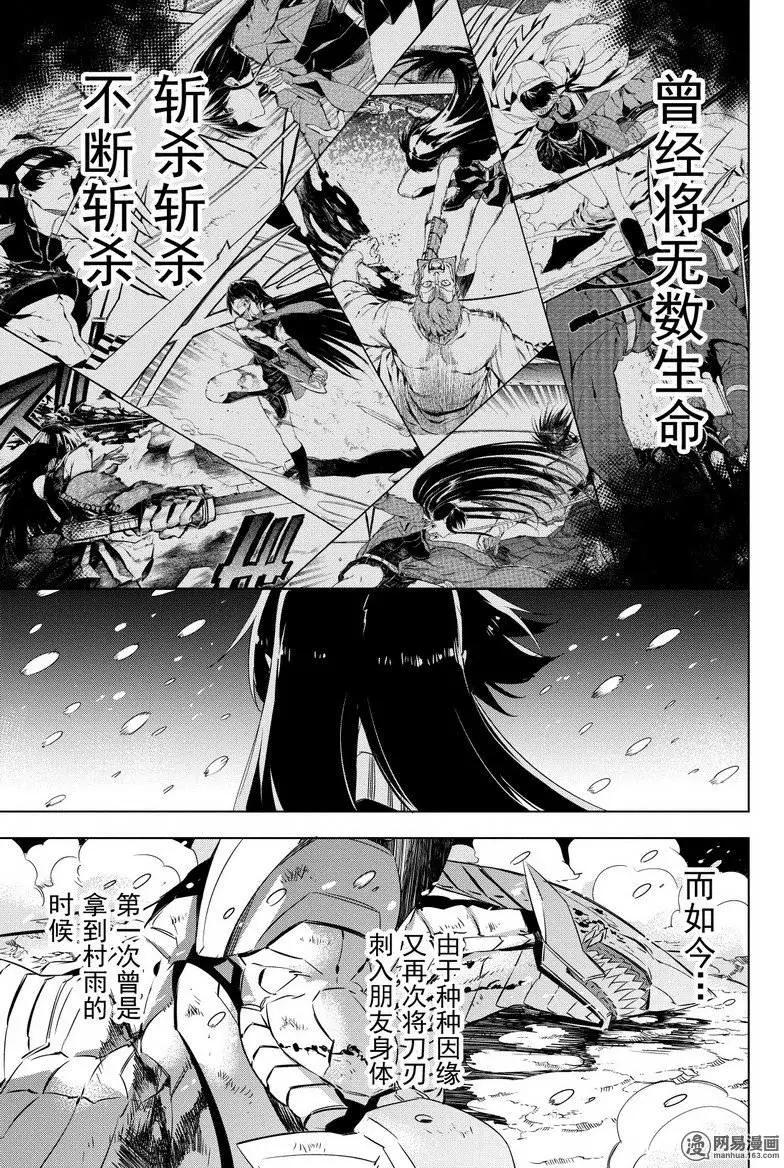 曾经将无数生命
斩杀斩杀
不断斩杀
而如今…
由于种种因缘
又再次将刀刃
刺入朋友身体
第一次曾是
拿到村雨的
时候
漫 网易漫画
manhua.163.com